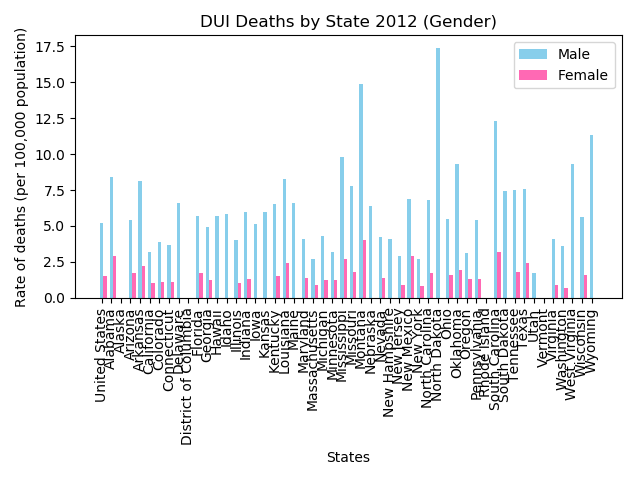 DUI Deaths by State 2012 (Gender)
Rate of deaths (per 100,000 population)
17.5
15.0
12.5
10.0
7.5
5.0
2.5
0.0
Male
Female
United States
Alabama
Alaska
Arizona
Arkansas
California
Colorado
Connecticut
Delaware
District of Columbia
Florida
Georgia
Hawaii
Idaho
Illinois
Indiana
Iowa
Kansas
Kentucky
Louisiana
Maine
Maryland
Massachusetts
Michigan
Minnesota
Mississippi
Missouri
Montana
Nebraska
Nevada
New Hampshire
New Jersey
New Mexico
New York
North Carolina
North Dakota
Ohio
Oklahoma
Oregon
Pennsylvania
Rhode Island
South Carolina
South Dakota
Tennessee
Texas
Utah
Vermont
Virginia
Washington
West Virginia
Wisconsin
Wyoming
States